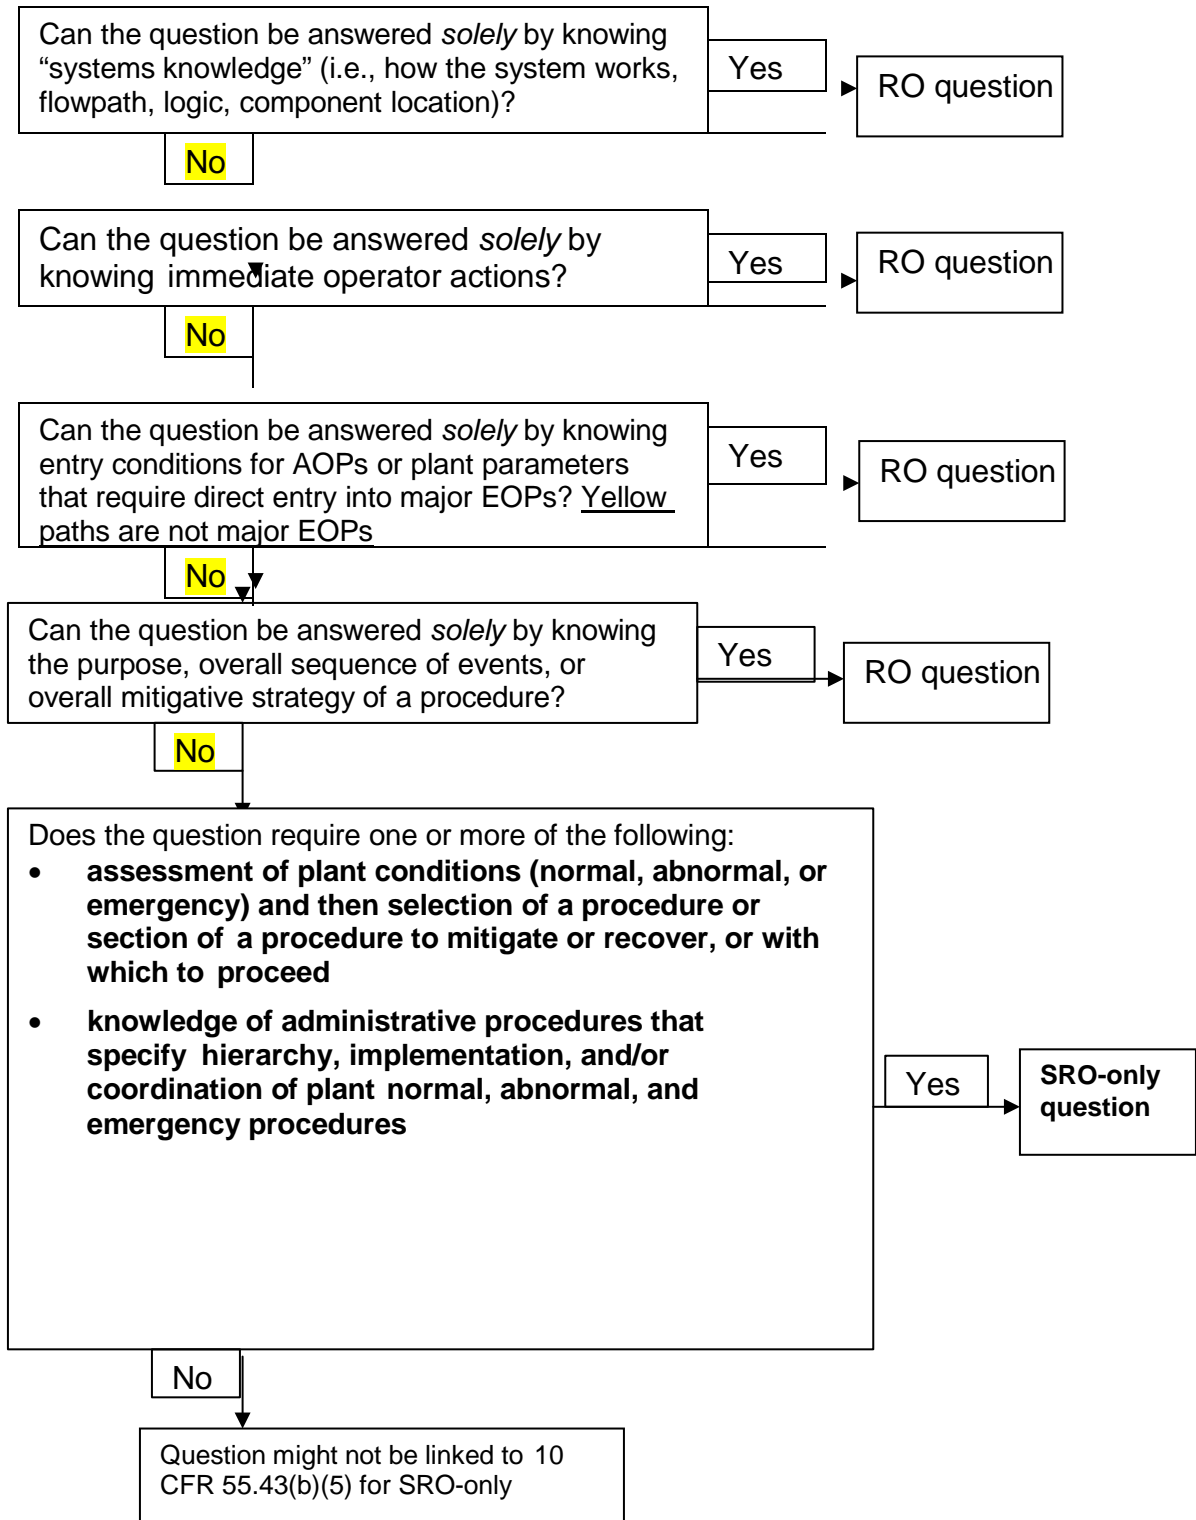 Can the question be answered solely by knowing
“systems knowledge” (i.e., how the system works,
flowpath, logic, component location)?
Yes
RO question
No
Can the question be answered solely by
knowing immediate operator actions?
Yes
RO question
No
Can the question be answered solely by knowing
entry conditions for AOPs or plant parameters
that require direct entry into major EOPs? Yellow
paths are not major EOPs
Yes
RO question
No
Can the question be answered solely by knowing
the purpose, overall sequence of events, or
overall mitigative strategy of a procedure?
Yes
RO question
No
Does the question require one or more of the following:
• assessment of plant conditions (normal, abnormal, or
emergency) and then selection of a procedure or
section of a procedure to mitigate or recover, or with
which to proceed
• knowledge of administrative procedures that
specify hierarchy, implementation, and/or
coordination of plant normal, abnormal, and
emergency procedures
Yes
SRO-only
question
No
Question might not be linked to 10
CFR 55.43(b)(5) for SRO-only